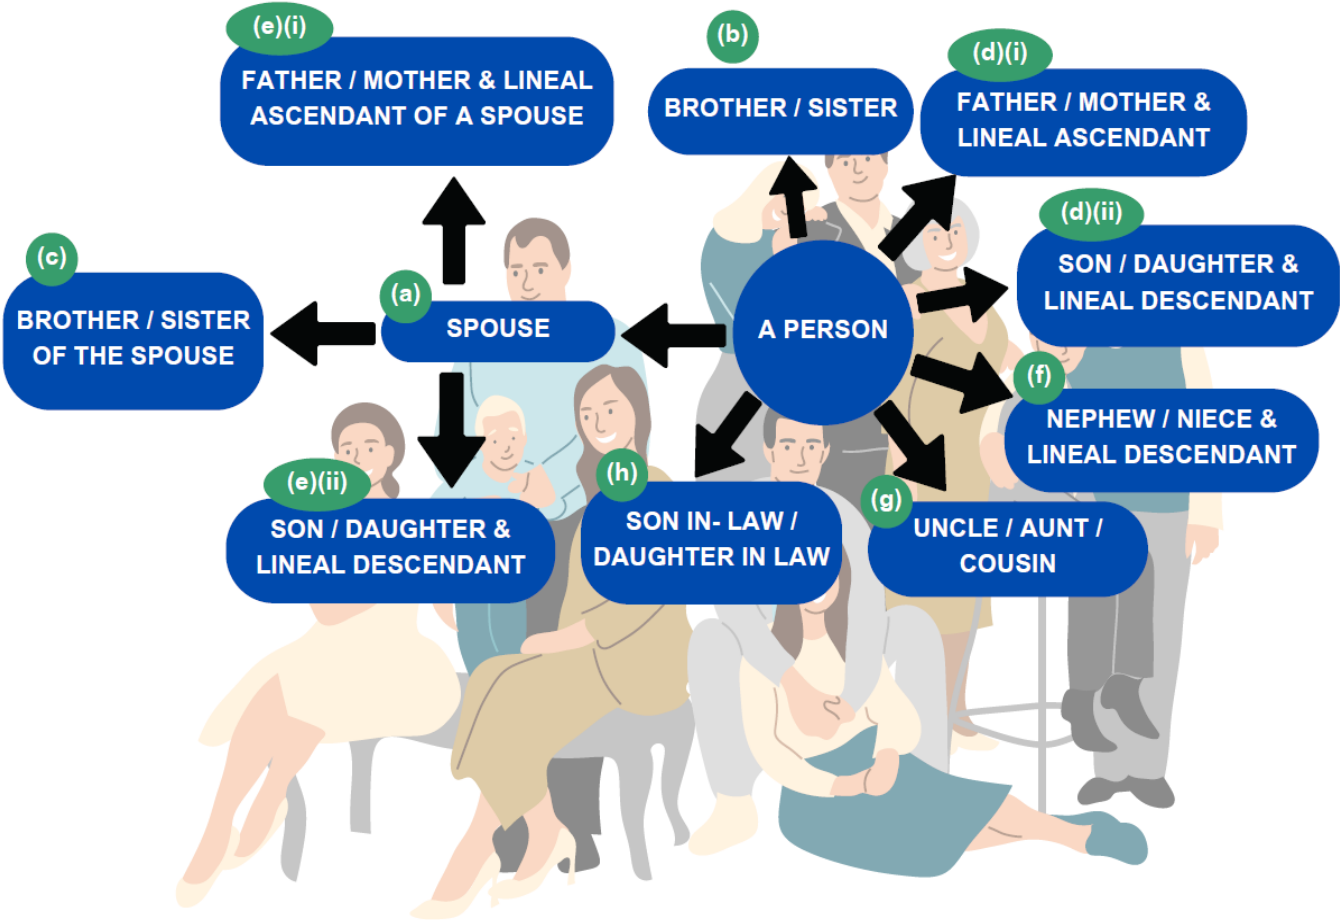 (e)(i)
FATHER / MOTHER & LINEAL
ASCENDANT OF A SPOUSE
(b)
BROTHER / SISTER
(d)(i)
FATHER / MOTHER &
LINEAL ASCENDANT
(d)(ii)
SON / DAUGHTER &
LINEAL DESCENDANT
(c)
BROTHER / SISTER
OF THE SPOUSE
(a)
SPOUSE
A PERSON
(f)
NEPHEW / NIECE &
LINEAL DESCENDANT
(e)(ii)
SON / DAUGHTER &
LINEAL DESCENDANT
(h)
SON IN- LAW /
DAUGHTER IN LAW
(g)
UNCLE / AUNT /
COUSIN